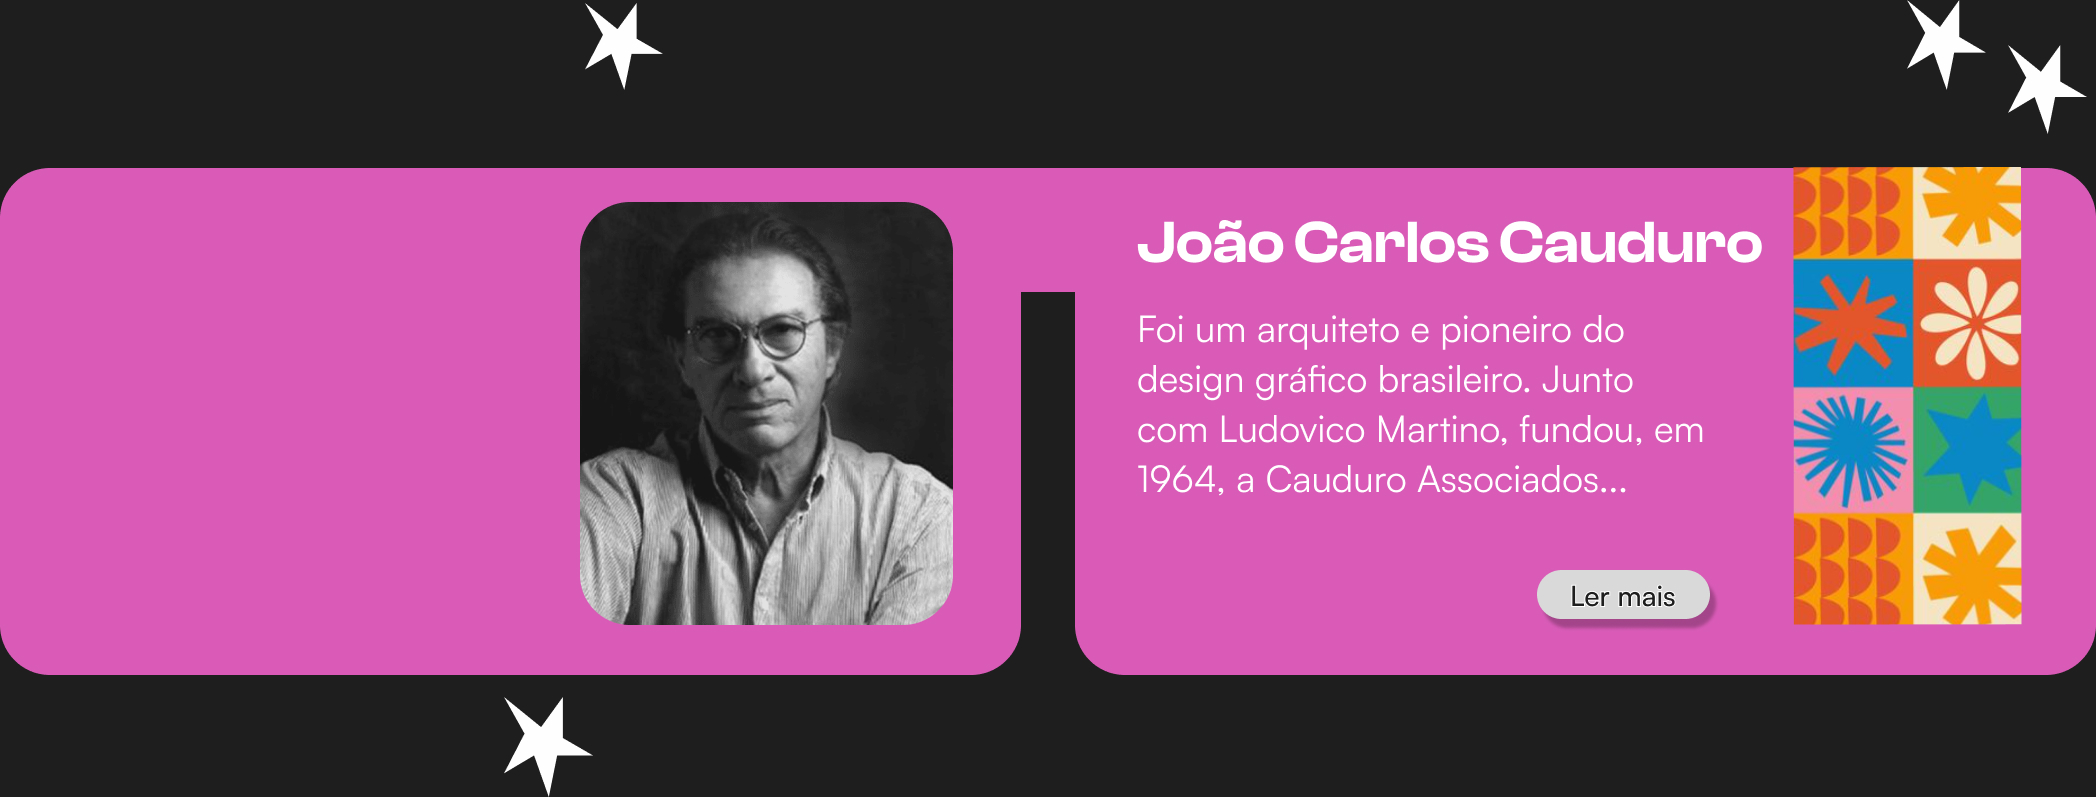 João Carlos Cauduro
Foi um arquiteto e pioneiro do
design gráfico brasileiro. Junto
com Ludovico Martino, fundou, em
1964, a Cauduro Associados...
Ler mais